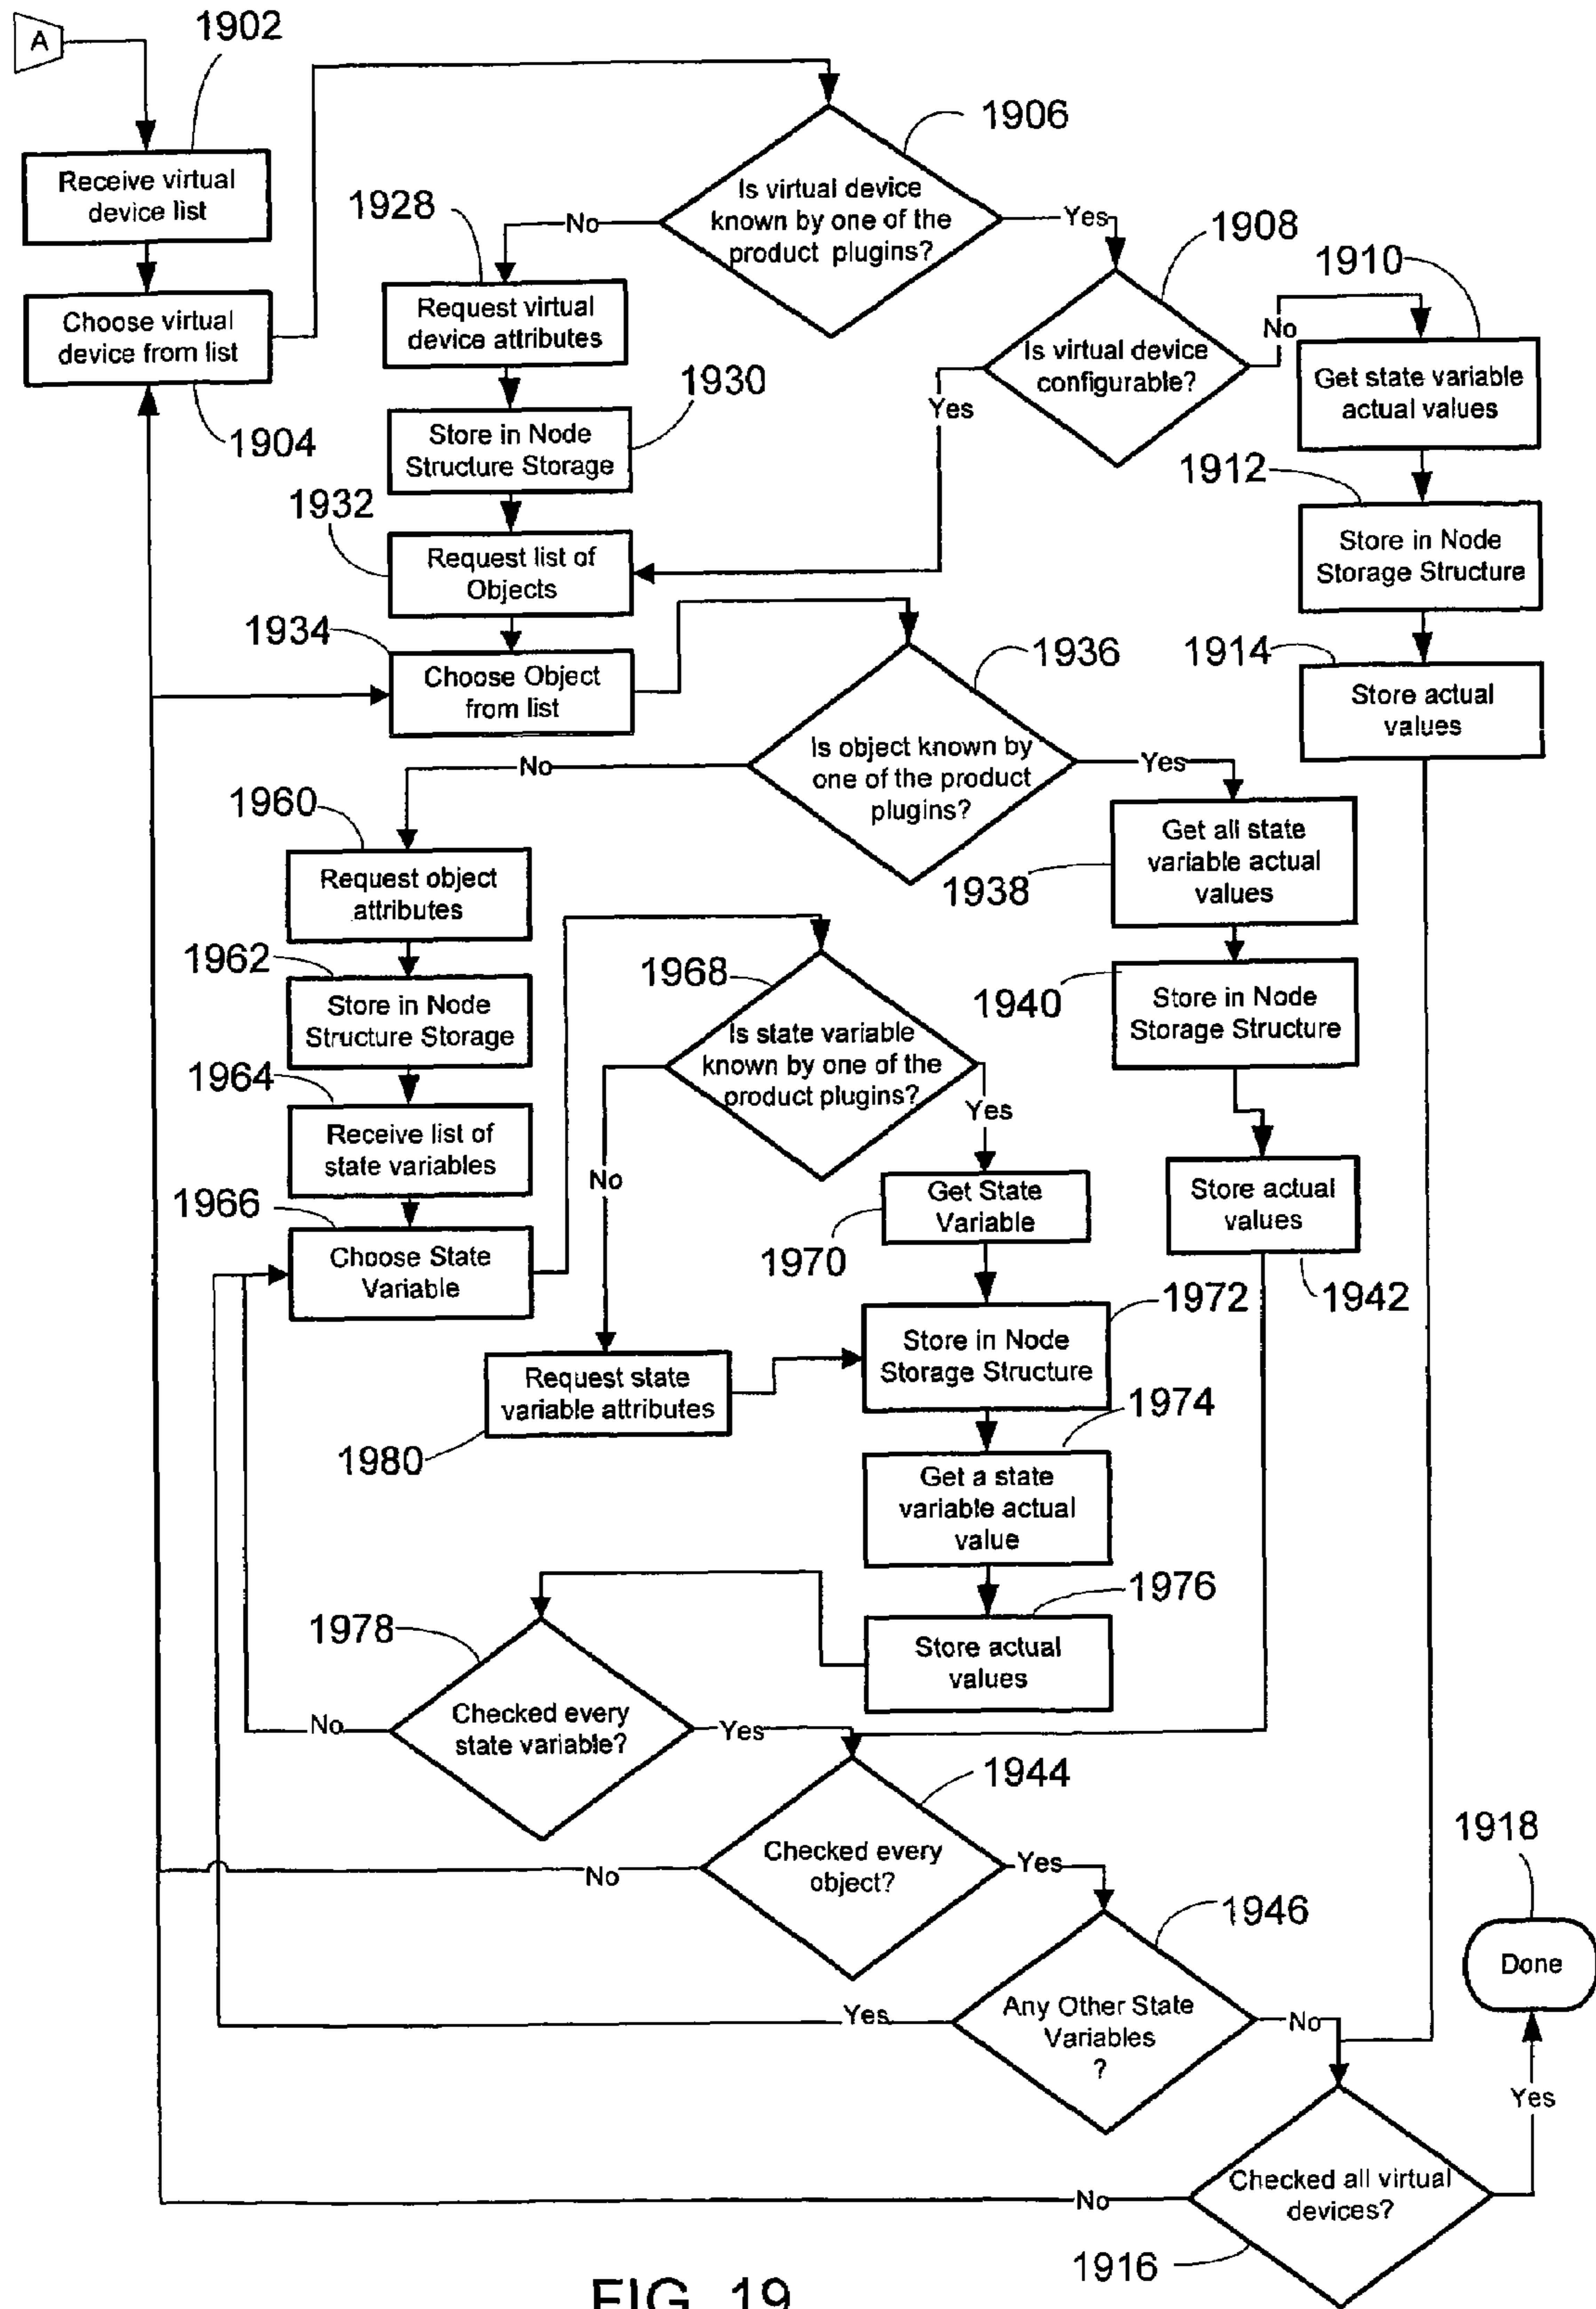 A
1902
Receive virtual
device list
Choose virtual
device from list
1904
1906
Is virtual device
known by one of the
product plugins?
No
Yes
1928
Request virtual
device attributes
1908
Is virtual device
configurable?
No
Yes
1910
Get state variable
actual values
1930
Store in Node
Structure Storage
1912
Store in Node
Storage Structure
1932
Request list of
Objects
1914
Store actual
values
1934
Choose Object
from list
1936
Is object known by
one of the product
plugins?
No
Yes
1960
Request object
attributes
1938
Get all state
variable actual
values
1962
Store in Node
Structure Storage
1968
Is state variable
known by one of the
product plugins?
1940
Store in Node
Storage Structure
1964
Receive list of
state variables
Yes
No
1966
Choose State
Variable
Get State
Variable
1970
Store actual
values
1942
1972
Store in Node
Storage Structure
Request state
variable attributes
1980
1974
Get a state
variable actual
value
1976
Store actual
values
1978
Checked every
state variable?
No
Yes
1944
Checked every
object?
No
Yes
1946
Any Other State
Variables
?
Yes
No
1918
Done
Yes
Checked all virtual
devices?
No
1916
FIG. 19